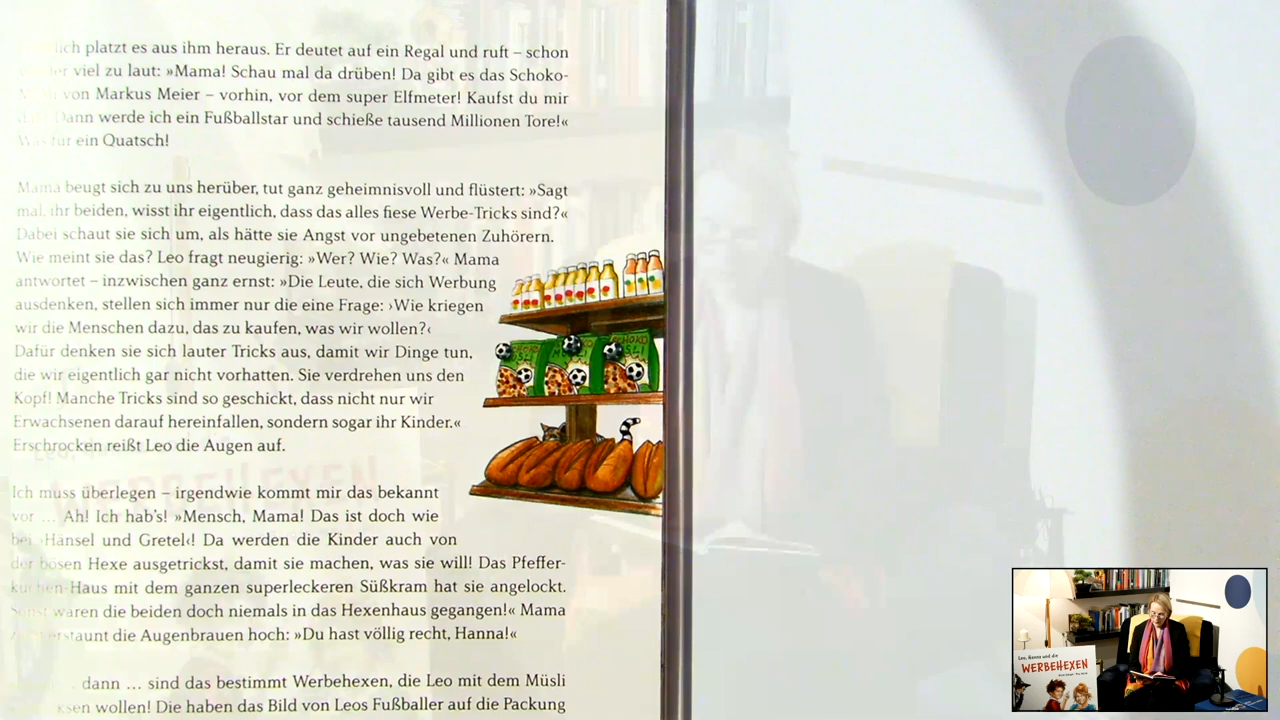 lich platzt es aus ihm heraus. Er deutet auf ein Regal und ruft – schon
viel zu laut: »Mama! Schau mal da drüben! Da gibt es das Schoko-
von Markus Meier – vorhin, vor dem super Elfmeter! Kaufst du mir
Dann werde ich ein Fußballstar und schieße tausend Millionen Tore!«
Was für ein Quatsch!
Mama beugt sich zu uns herüber, tut ganz geheimnisvoll und flüstert: »Sagt
mal, ihr beiden, wisst ihr eigentlich, dass das alles fiese Werbe-Tricks sind?«
Dabei schaut sie sich um, als hätte sie Angst vor ungebetenen Zuhörern.
Wie meint sie das? Leo fragt neugierig: »Wer? Wie? Was?« Mama
antwortet – inzwischen ganz ernst: »Die Leute, die sich Werbung
ausdenken, stellen sich immer nur die eine Frage: ›Wie kriegen
wir die Menschen dazu, das zu kaufen, was wir wollen?‹
Dafür denken sie sich lauter Tricks aus, damit wir Dinge tun,
die wir eigentlich gar nicht vorhatten. Sie verdrehen uns den
Kopf! Manche Tricks sind so geschickt, dass nicht nur wir
Erwachsenen darauf hereinfallen, sondern sogar ihr Kinder.«
Erschrocken reißt Leo die Augen auf.
Ich muss überlegen – irgendwie kommt mir das bekannt
vor ... Ah! Ich hab's! »Mensch, Mama! Das ist doch wie
bei ›Hänsel und Gretel‹! Da werden die Kinder auch von
der bösen Hexe ausgetrickst, damit sie machen, was sie will! Das Pfeffer-
kuchen-Haus mit dem ganzen superleckeren Süßkram hat sie angelockt.
Sonst wären die beiden doch niemals in das Hexenhaus gegangen!« Mama
erstaunt die Augenbrauen hoch: »Du hast völlig recht, Hanna!«
dann ... sind das bestimmt Werbehexen, die Leo mit dem Müsli
wollen! Die haben das Bild von Leos Fußballer auf die Packung
SCHOKO
MÜSLI
Leo, Hanna und die
WERBEHEXEN